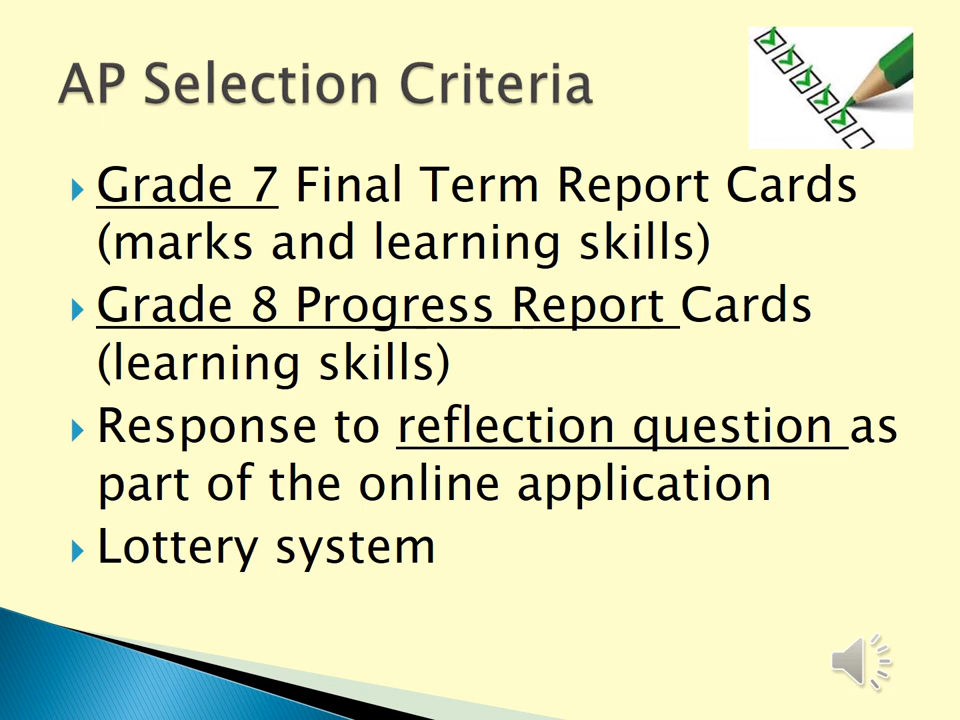 AP Selection Criteria
Grade 7 Final Term Report Cards
(marks and learning skills)
Grade 8 Progress Report Cards
(learning skills)
Response to reflection question as
part of the online application
Lottery system